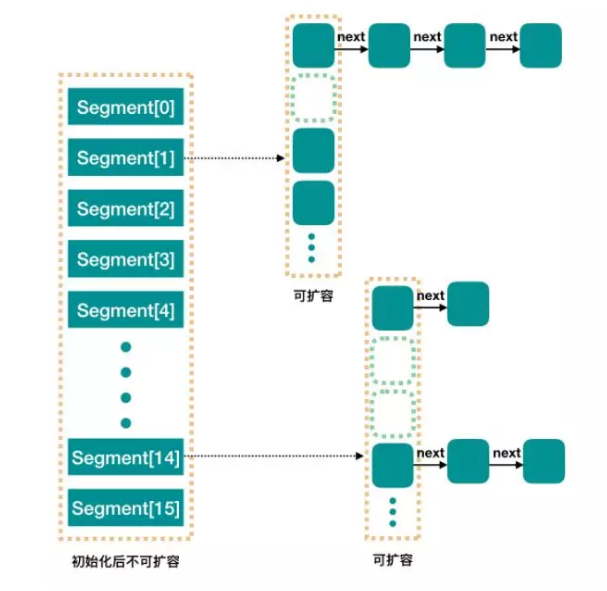 next next next
Segment[0]
Segment[1]
Segment[2]
Segment[3]
Segment[4]
可扩容
next
Segment[14]
next next
Segment[15]
初始化后不可扩容
可扩容